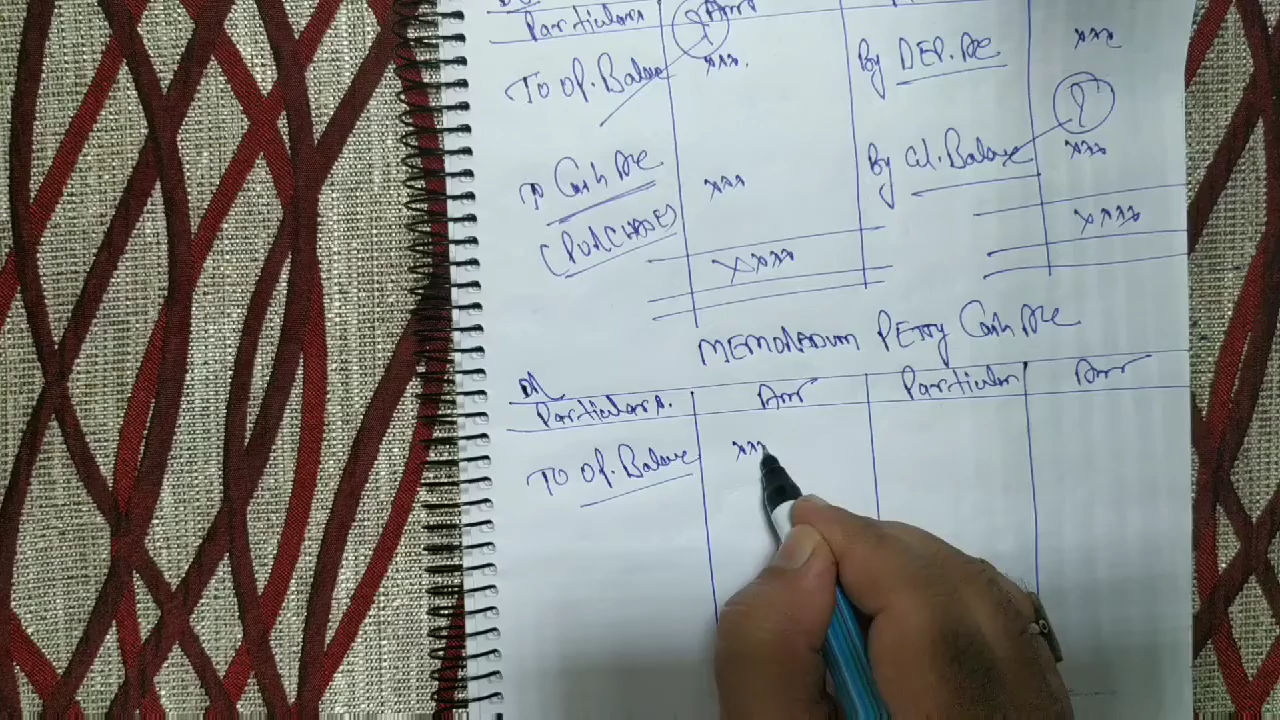 Particulars Amt
TO Op. Balance xxx. By DEP. A/c xxx
?
?
To Cash A/c xxx By Cl. Balance xxx
(PURCHASES)
xxxx xxxx
MEMORANDUM PETTY Cash A/c
Dr
Particulars. Amt Particulars Amt
TO Op. Balance xxx